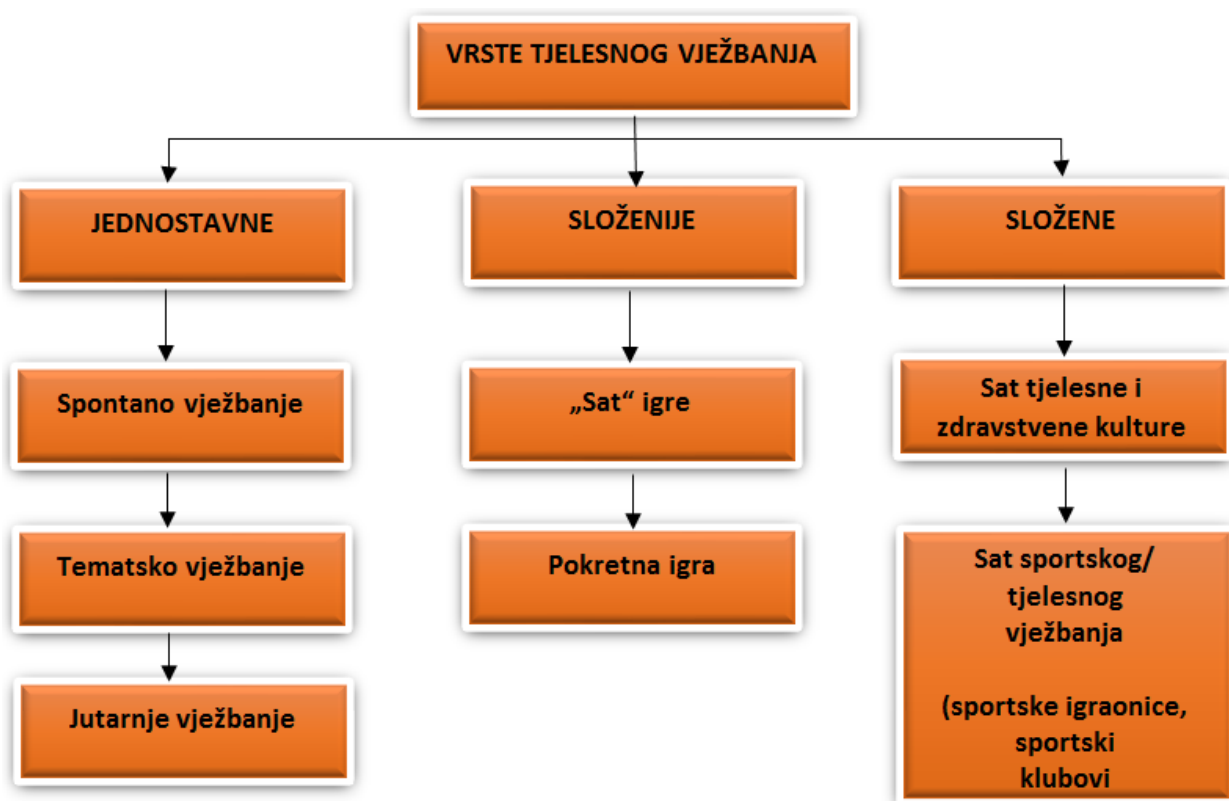 VRSTE TJELESNOG VJEŽBANJA
JEDNOSTAVNE
SLOŽENIJE
SLOŽENE
Spontano vježbanje
„Sat“ igre
Sat tjelesne i
zdravstvene kulture
Tematsko vježbanje
Pokretna igra
Sat sportskog/
tjelesnog
vježbanja
(sportske igraonice,
sportski
klubovi
Jutarnje vježbanje